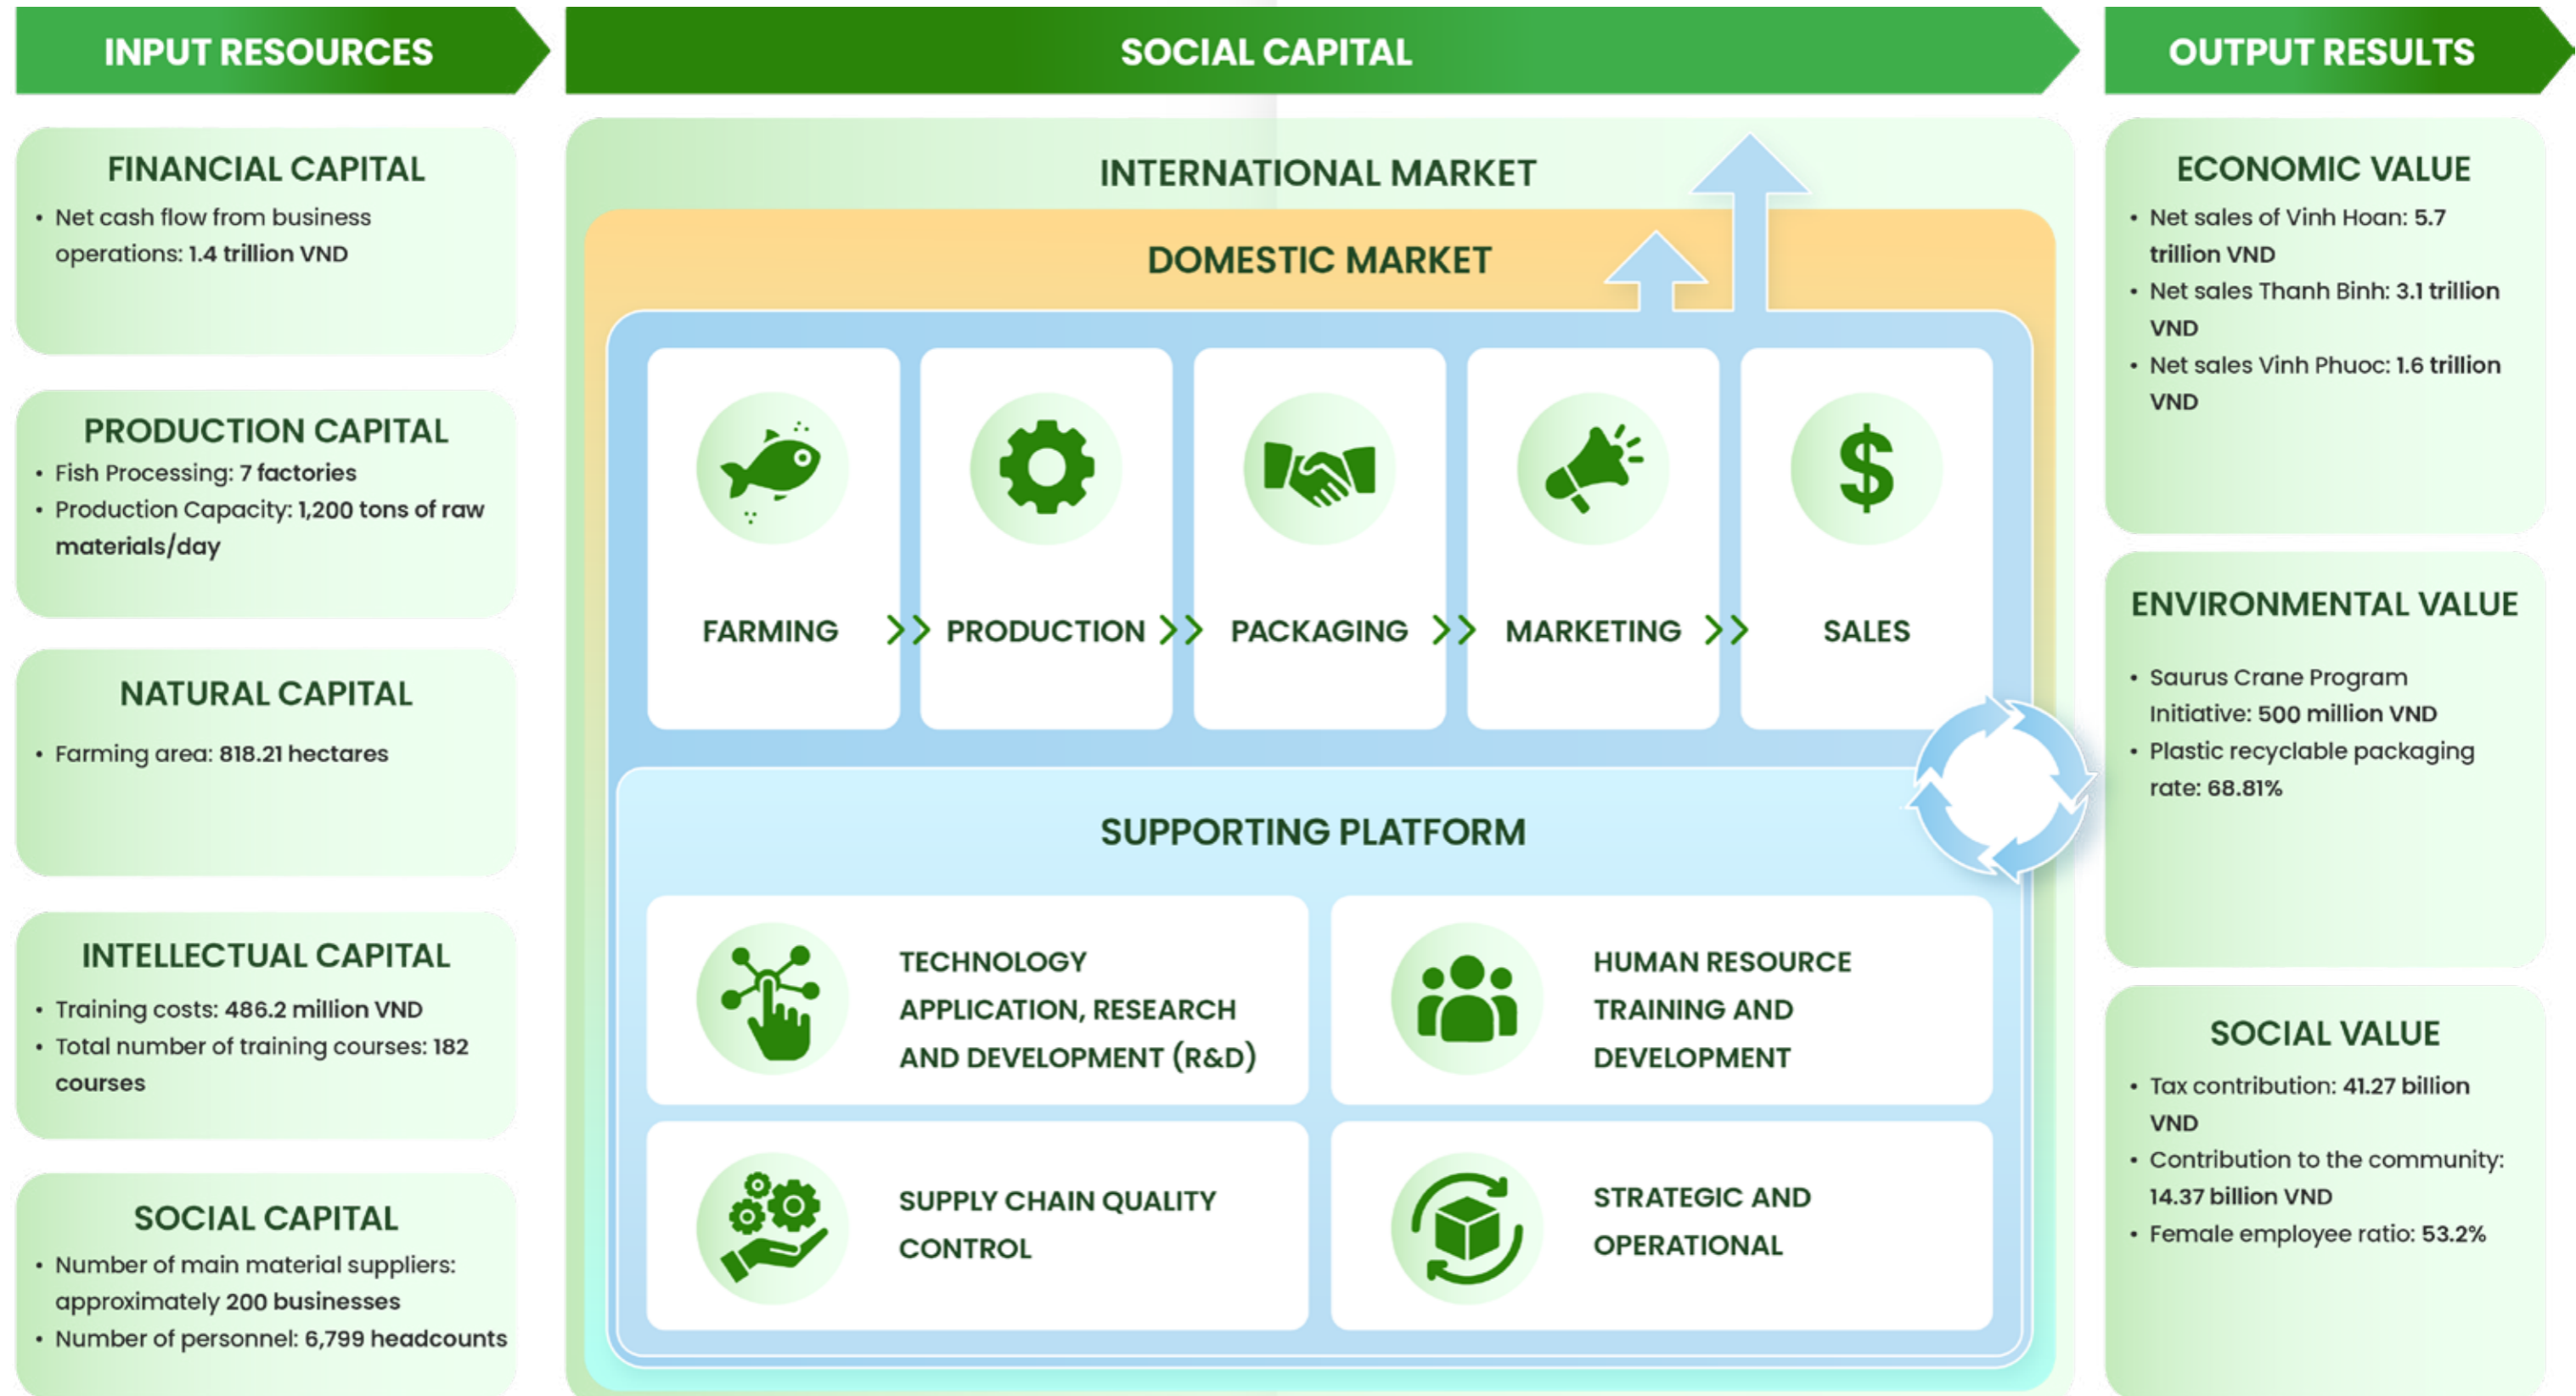 INPUT RESOURCES
FINANCIAL CAPITAL
• Net cash flow from business
operations: 1.4 trillion VND
PRODUCTION CAPITAL
• Fish Processing: 7 factories
• Production Capacity: 1,200 tons of raw
materials/day
NATURAL CAPITAL
• Farming area: 818.21 hectares
INTELLECTUAL CAPITAL
• Training costs: 486.2 million VND
• Total number of training courses: 182
courses
SOCIAL CAPITAL
• Number of main material suppliers:
approximately 200 businesses
• Number of personnel: 6,799 headcounts
SOCIAL CAPITAL
INTERNATIONAL MARKET
DOMESTIC MARKET
FARMING
PRODUCTION
PACKAGING
MARKETING
SALES
SUPPORTING PLATFORM
TECHNOLOGY
APPLICATION, RESEARCH
AND DEVELOPMENT (R&D)
HUMAN RESOURCE
TRAINING AND
DEVELOPMENT
SUPPLY CHAIN QUALITY
CONTROL
STRATEGIC AND
OPERATIONAL
OUTPUT RESULTS
ECONOMIC VALUE
• Net sales of Vinh Hoan: 5.7
trillion VND
• Net sales Thanh Binh: 3.1 trillion
VND
• Net sales Vinh Phuoc: 1.6 trillion
VND
ENVIRONMENTAL VALUE
• Saurus Crane Program
Initiative: 500 million VND
• Plastic recyclable packaging
rate: 68.81%
SOCIAL VALUE
• Tax contribution: 41.27 billion
VND
• Contribution to the community:
14.37 billion VND
• Female employee ratio: 53.2%